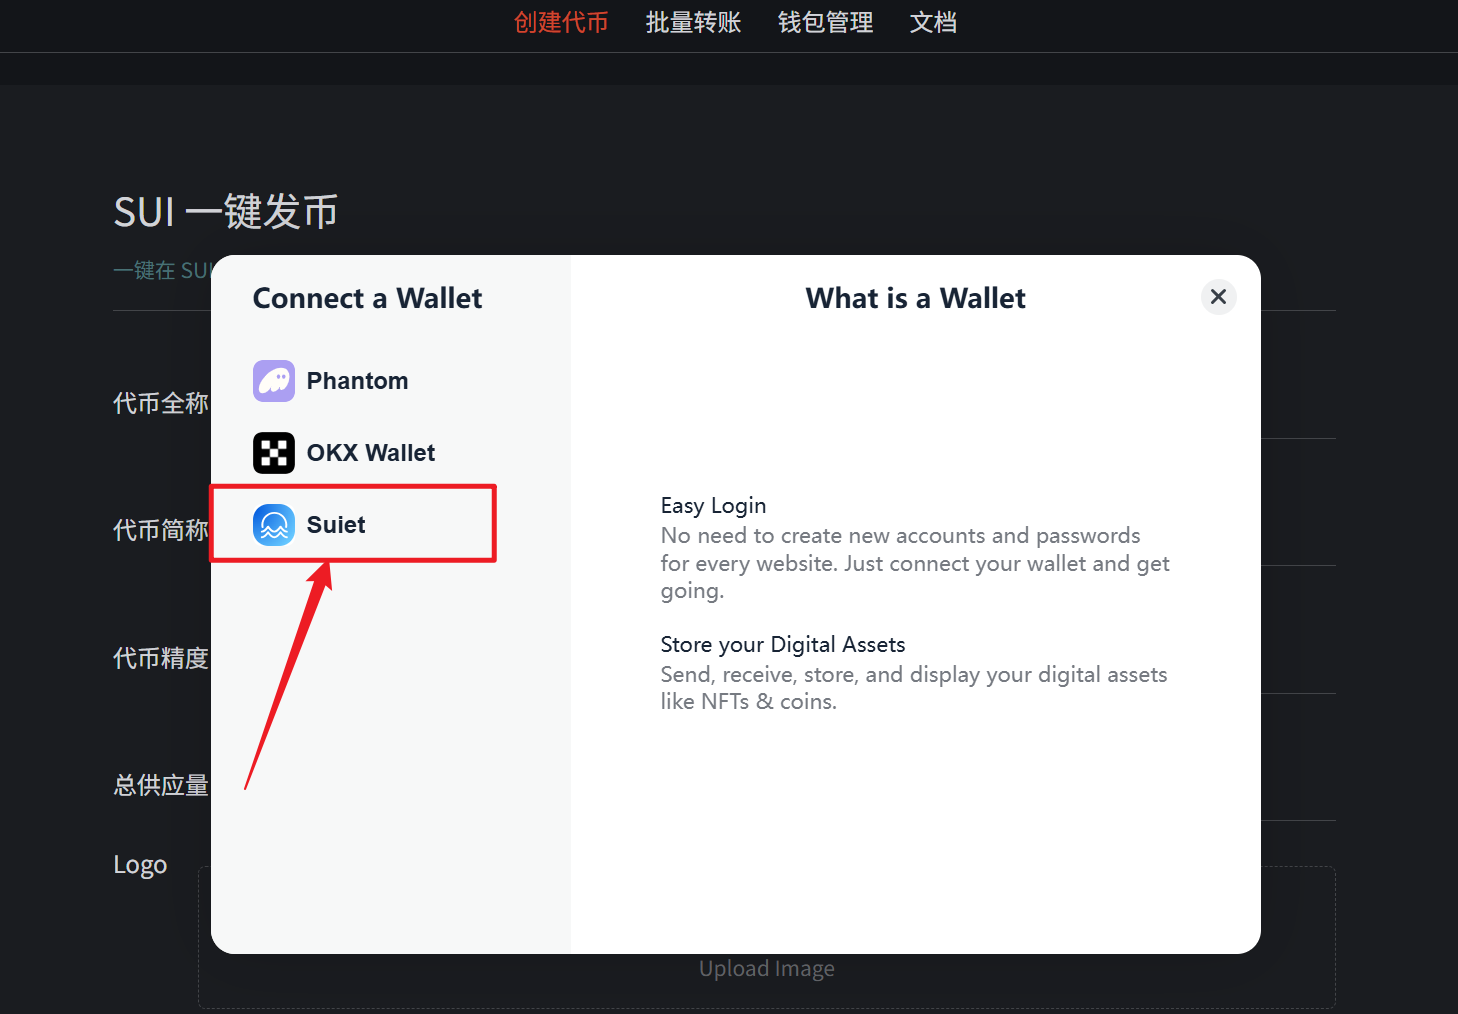 创建代币 批量转账 钱包管理 文档
SUI 一键发币
一键在 SUI
Connect a Wallet
Phantom
OKX Wallet
Suiet
What is a Wallet
Easy Login
No need to create new accounts and passwords
for every website. Just connect your wallet and get
going.
Store your Digital Assets
Send, receive, store, and display your digital assets
like NFTs & coins.
代币全称
代币简称
代币精度
总供应量
Logo
Upload Image